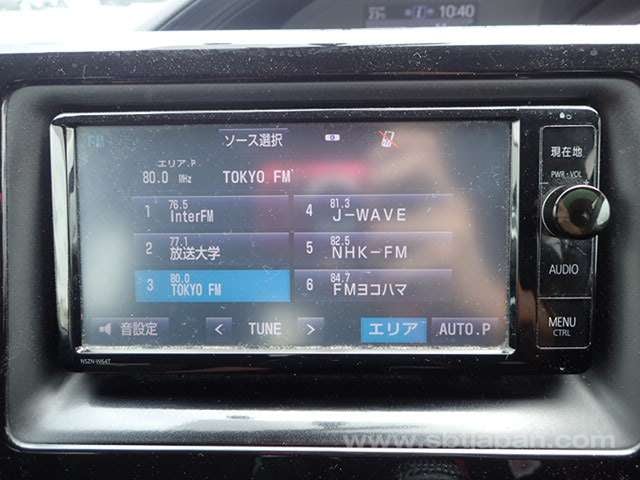 10:40
ソース選択
現在地
PWR・VOL
エリア.P
80.0 MHz TOKYO FM
1 76.5 InterFM
2 77.1 放送大学
3 80.0 TOKYO FM
4 81.3 J-WAVE
5 82.5 NHK-FM
6 84.7 FMヨコハマ
音設定
< TUNE >
エリア
AUTO.P
AUDIO
MENU
CTRL
NSZN-W64T
www.sbtjapan.com